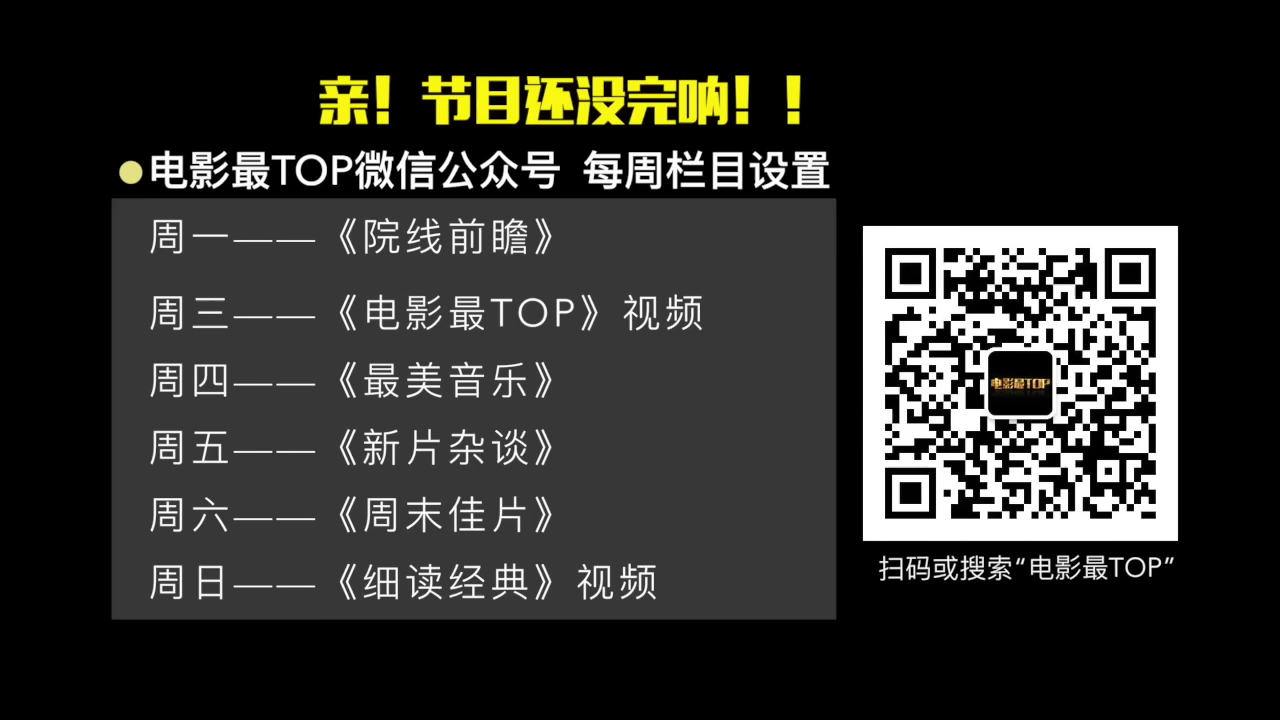 亲！节目还没完呐！！
电影最TOP微信公众号 每周栏目设置
周一——《院线前瞻》
周三——《电影最TOP》视频
周四——《最美音乐》
周五——《新片杂谈》
周六——《周末佳片》
周日——《细读经典》视频
电影最TOP
扫码或搜索“电影最TOP”